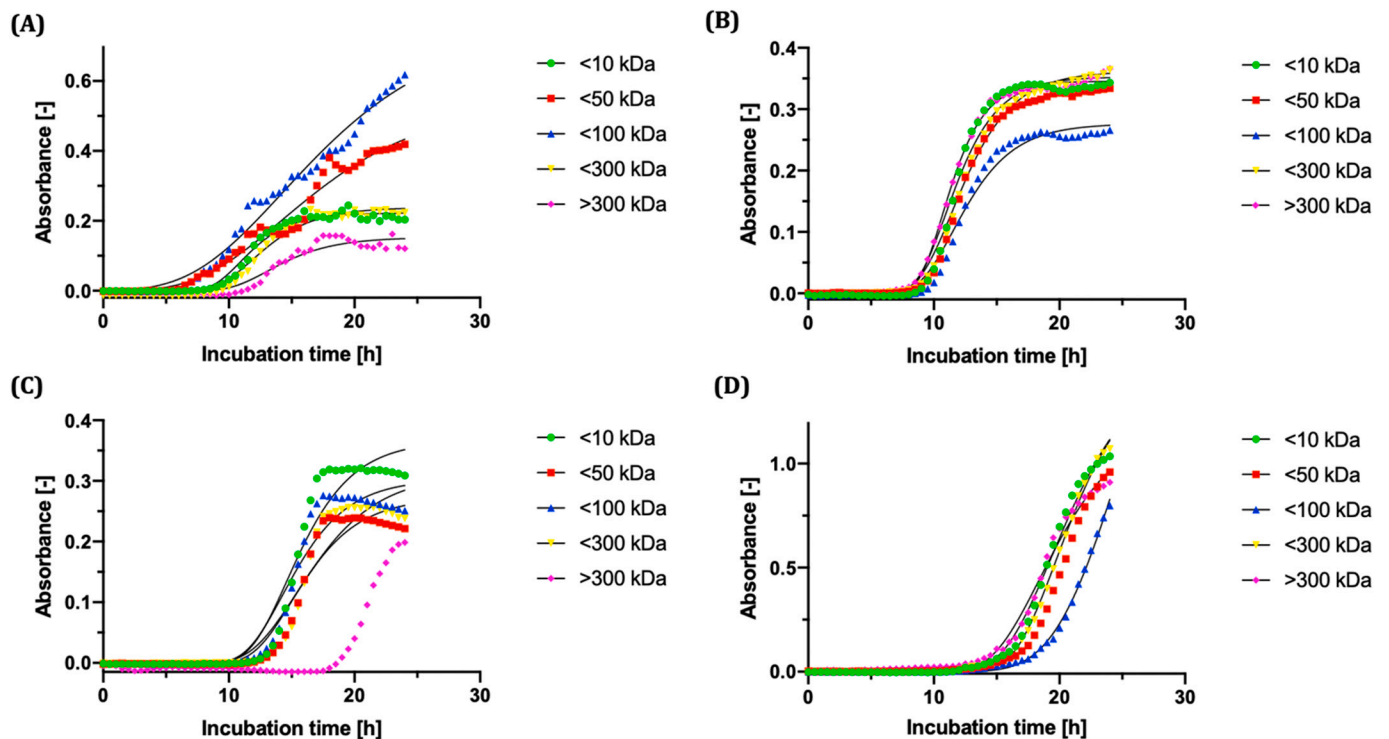 (A)
Absorbance [-]
0.6
0.4
0.2
0.0
0 10 20 30
Incubation time [h]
<10 kDa
<50 kDa
<100 kDa
<300 kDa
>300 kDa
(B)
Absorbance [-]
0.4
0.3
0.2
0.1
0.0
0 10 20 30
Incubation time [h]
<10 kDa
<50 kDa
<100 kDa
<300 kDa
>300 kDa
(C)
Absorbance [-]
0.4
0.3
0.2
0.1
0.0
0 10 20 30
Incubation time [h]
<10 kDa
<50 kDa
<100 kDa
<300 kDa
>300 kDa
(D)
Absorbance [-]
1.0
0.5
0.0
0 10 20 30
Incubation time [h]
<10 kDa
<50 kDa
<100 kDa
<300 kDa
>300 kDa